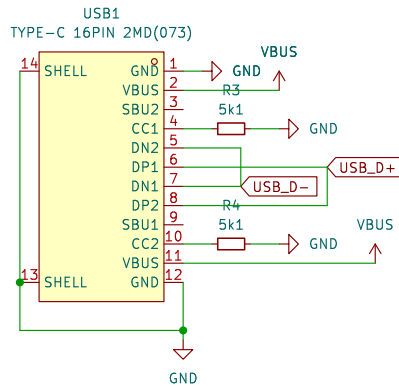 USB1
TYPE-C 16PIN 2MD(073)
VBUS
14 SHELL GND 1 GND
VBUS 2 R3
SBU2 3 5k1
CC1 4 GND
DN2 5
DP1 6 USB_D+
DN1 7 USB_D-
DP2 8 R4
SBU1 9 5k1 VBUS
CC2 10 GND
VBUS 11
13 SHELL GND 12
GND